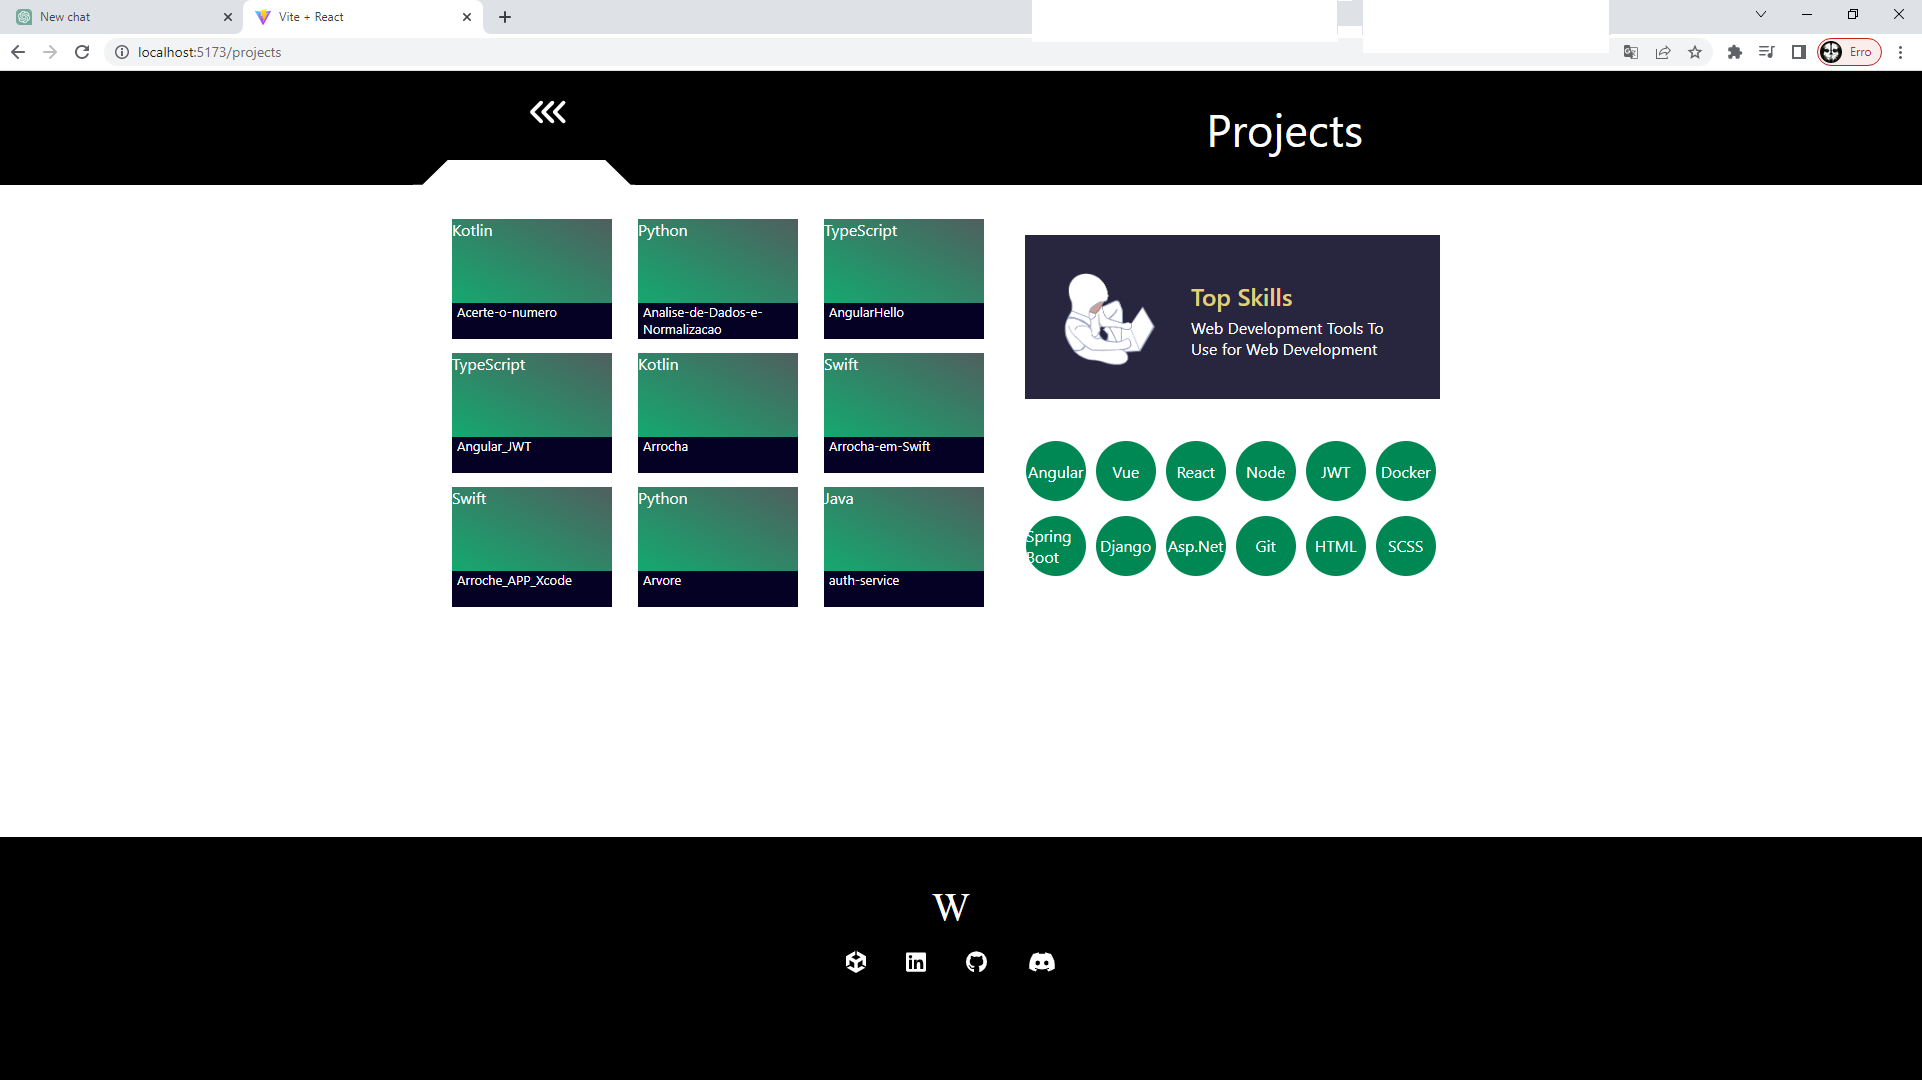 New chat
Vite + React
localhost:5173/projects
Erro
Projects
Kotlin
Python
TypeScript
Acerte-o-numero
Analise-de-Dados-e-
Normalizacao
AngularHello
TypeScript
Kotlin
Swift
Angular_JWT
Arrocha
Arrocha-em-Swift
Swift
Python
Java
Arroche_APP_Xcode
Arvore
auth-service
Top Skills
Web Development Tools To
Use for Web Development
Angular
Vue
React
Node
JWT
Docker
Spring
Boot
Django
Asp.Net
Git
HTML
SCSS
W